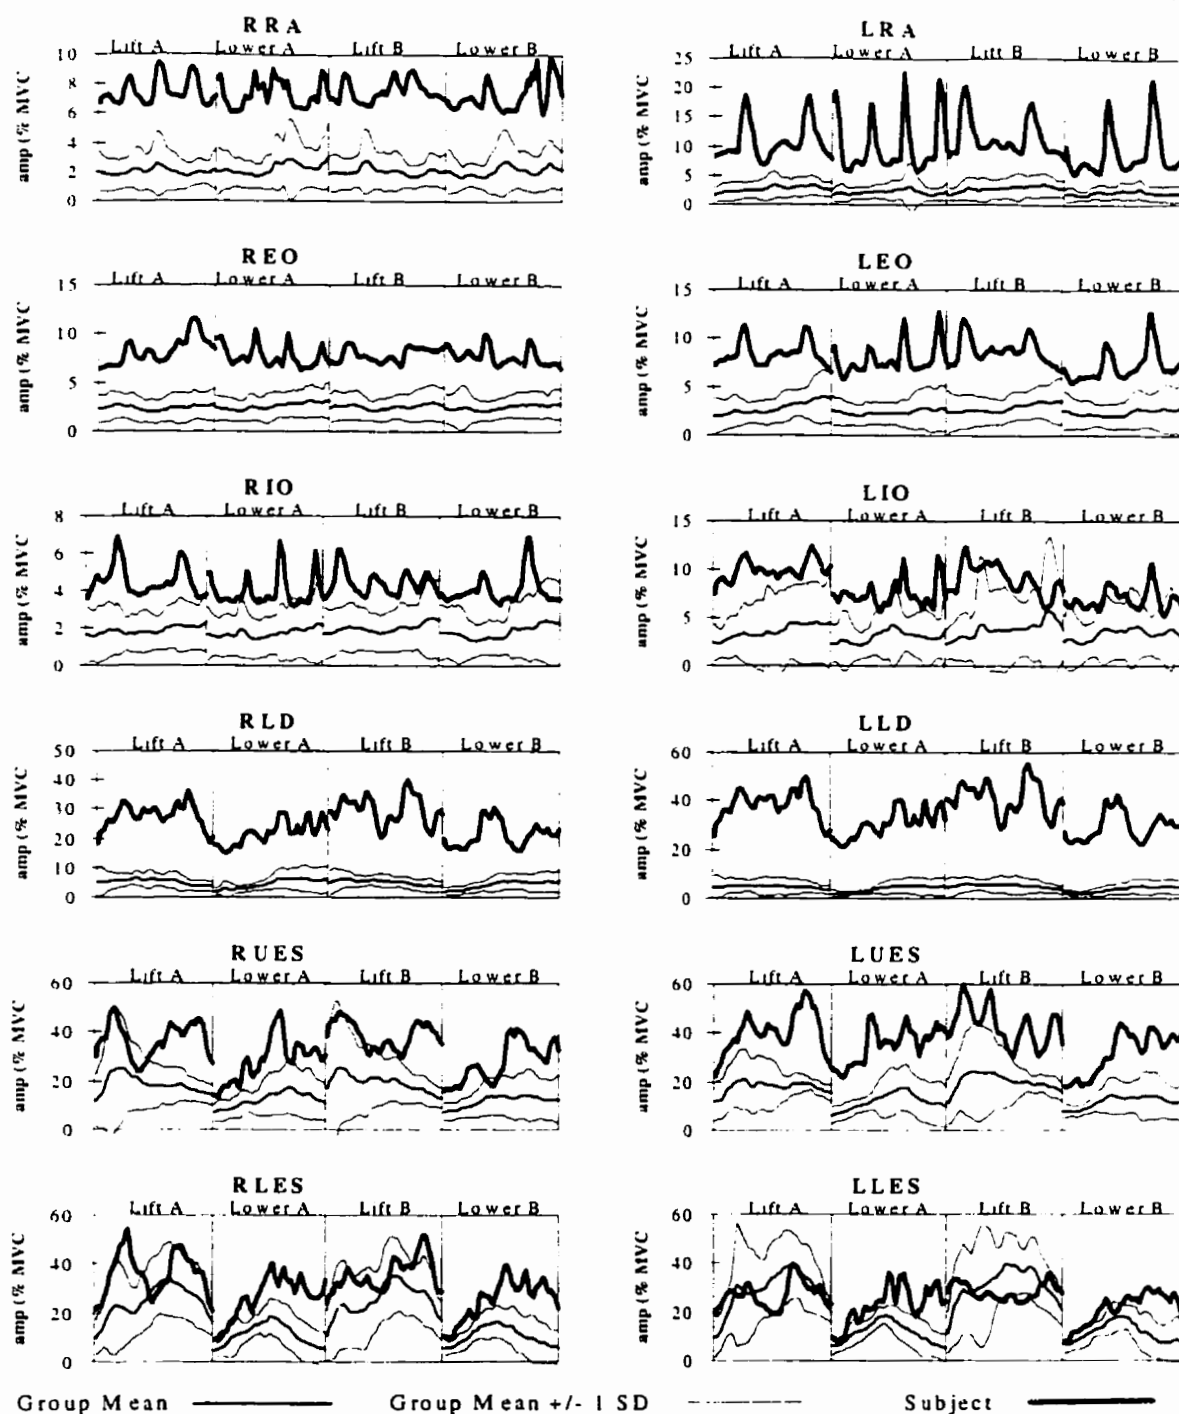 RRA
Lift A Lower A Lift B Lower B
amp (% MVC
10
8
6
4
2
0
LRA
Lift A Lower A Lift B Lower B
amp (% MVC
25
20
15
10
5
0
REO
Lift A Lower A Lift B Lower B
amp (% MVC
15
10
5
0
LEO
Lift A Lower A Lift B Lower B
amp (% MVC
15
10
5
0
RIO
Lift A Lower A Lift B Lower B
amp (% MVC
8
6
4
2
0
LIO
Lift A Lower A Lift B Lower B
amp (% MVC
15
10
5
0
RLD
Lift A Lower A Lift B Lower B
amp (% MVC
50
40
30
20
10
0
LLD
Lift A Lower A Lift B Lower B
amp (% MVC
60
40
20
0
RUES
Lift A Lower A Lift B Lower B
amp (% MVC
60
40
20
0
LUES
Lift A Lower A Lift B Lower B
amp (% MVC
60
40
20
0
RLES
Lift A Lower A Lift B Lower B
amp (% MVC
60
40
20
0
LLES
Lift A Lower A Lift B Lower B
amp (% MVC
60
40
20
0
Group Mean Group Mean +/- 1 SD Subject